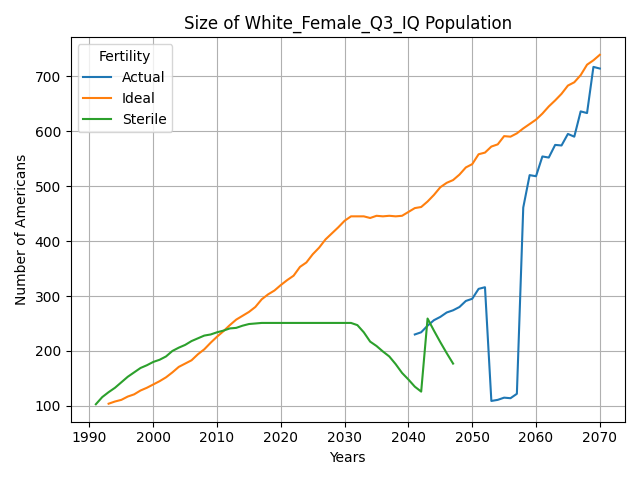 Size of White_Female_Q3_IQ Population
Fertility
Actual
Ideal
Sterile
Number of Americans
700
600
500
400
300
200
100
1990 2000 2010 2020 2030 2040 2050 2060 2070
Years